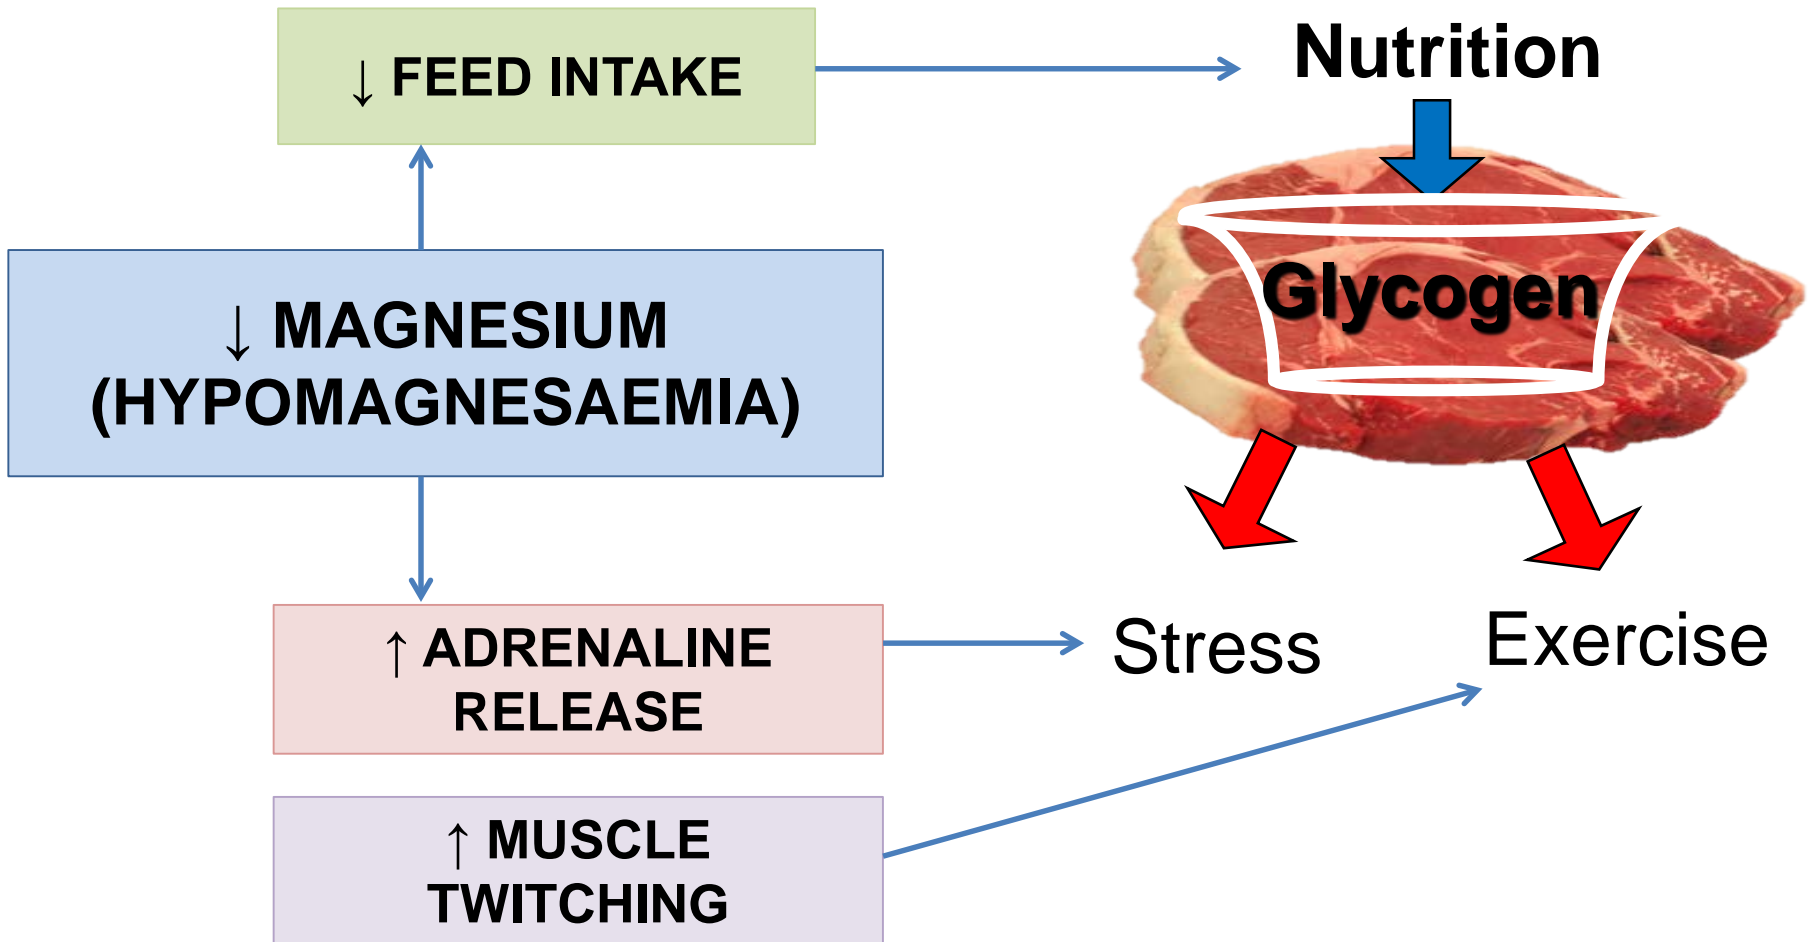 ↓ FEED INTAKE
Nutrition
↓ MAGNESIUM
(HYPOMAGNESAEMIA)
Glycogen
↑ ADRENALINE
RELEASE
Stress
Exercise
↑ MUSCLE
TWITCHING